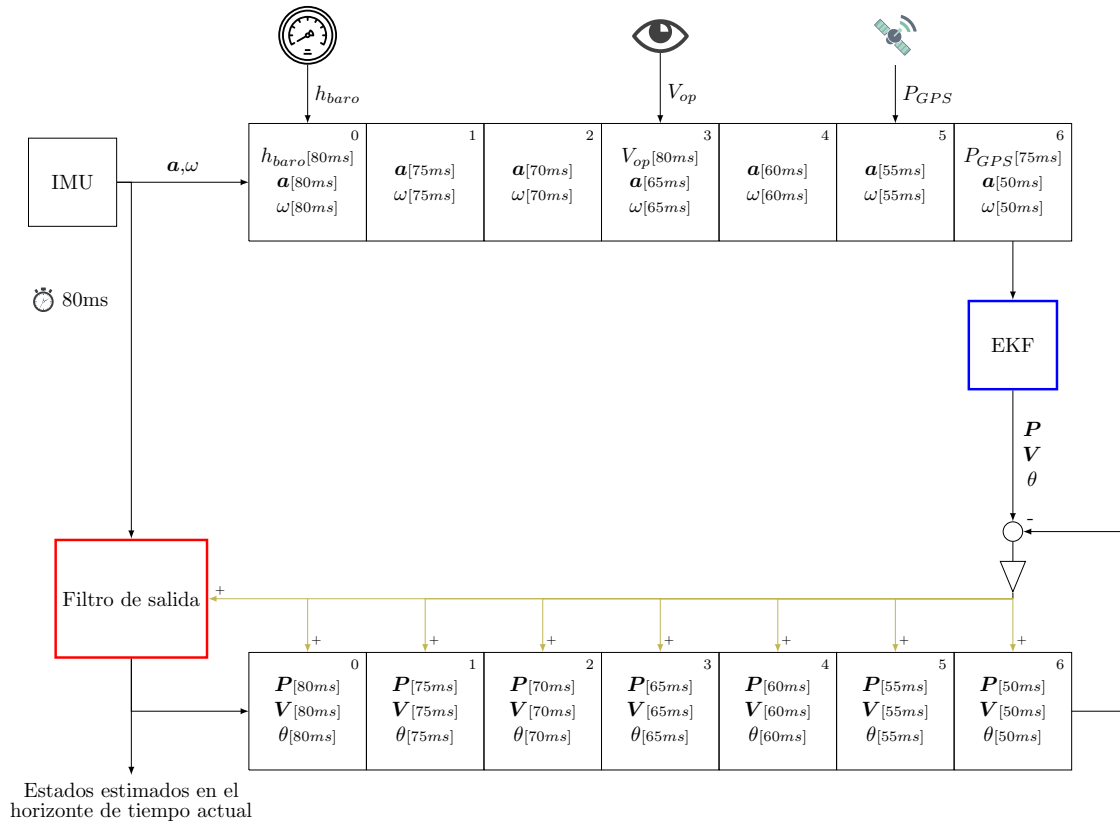 h_baro
V_op
P_GPS
IMU
a,ω
0
h_baro[80ms]
a[80ms]
ω[80ms]
1
a[75ms]
ω[75ms]
2
a[70ms]
ω[70ms]
3
V_op[80ms]
a[65ms]
ω[65ms]
4
a[60ms]
ω[60ms]
5
a[55ms]
ω[55ms]
6
P_GPS[75ms]
a[50ms]
ω[50ms]
80ms
EKF
P
V
θ
-
Filtro de salida
+
+
+
+
+
+
+
+
0
P[80ms]
V[80ms]
θ[80ms]
1
P[75ms]
V[75ms]
θ[75ms]
2
P[70ms]
V[70ms]
θ[70ms]
3
P[65ms]
V[65ms]
θ[65ms]
4
P[60ms]
V[60ms]
θ[60ms]
5
P[55ms]
V[55ms]
θ[55ms]
6
P[50ms]
V[50ms]
θ[50ms]
Estados estimados en el
horizonte de tiempo actual